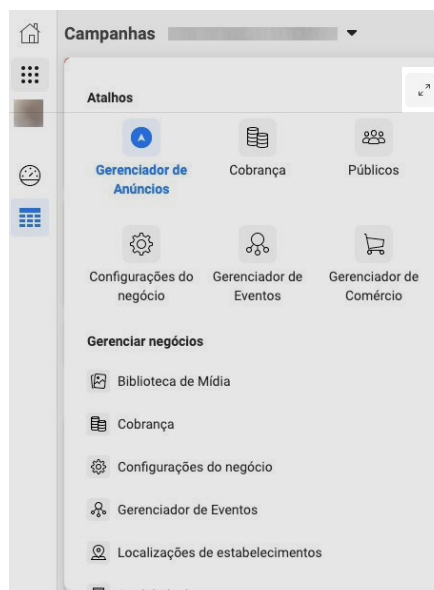 Campanhas
Atalhos
Gerenciador de
Anúncios
Cobrança
Públicos
Configurações do
negócio
Gerenciador de
Eventos
Gerenciador de
Comércio
Gerenciar negócios
Biblioteca de Mídia
Cobrança
Configurações do negócio
Gerenciador de Eventos
Localizações de estabelecimentos